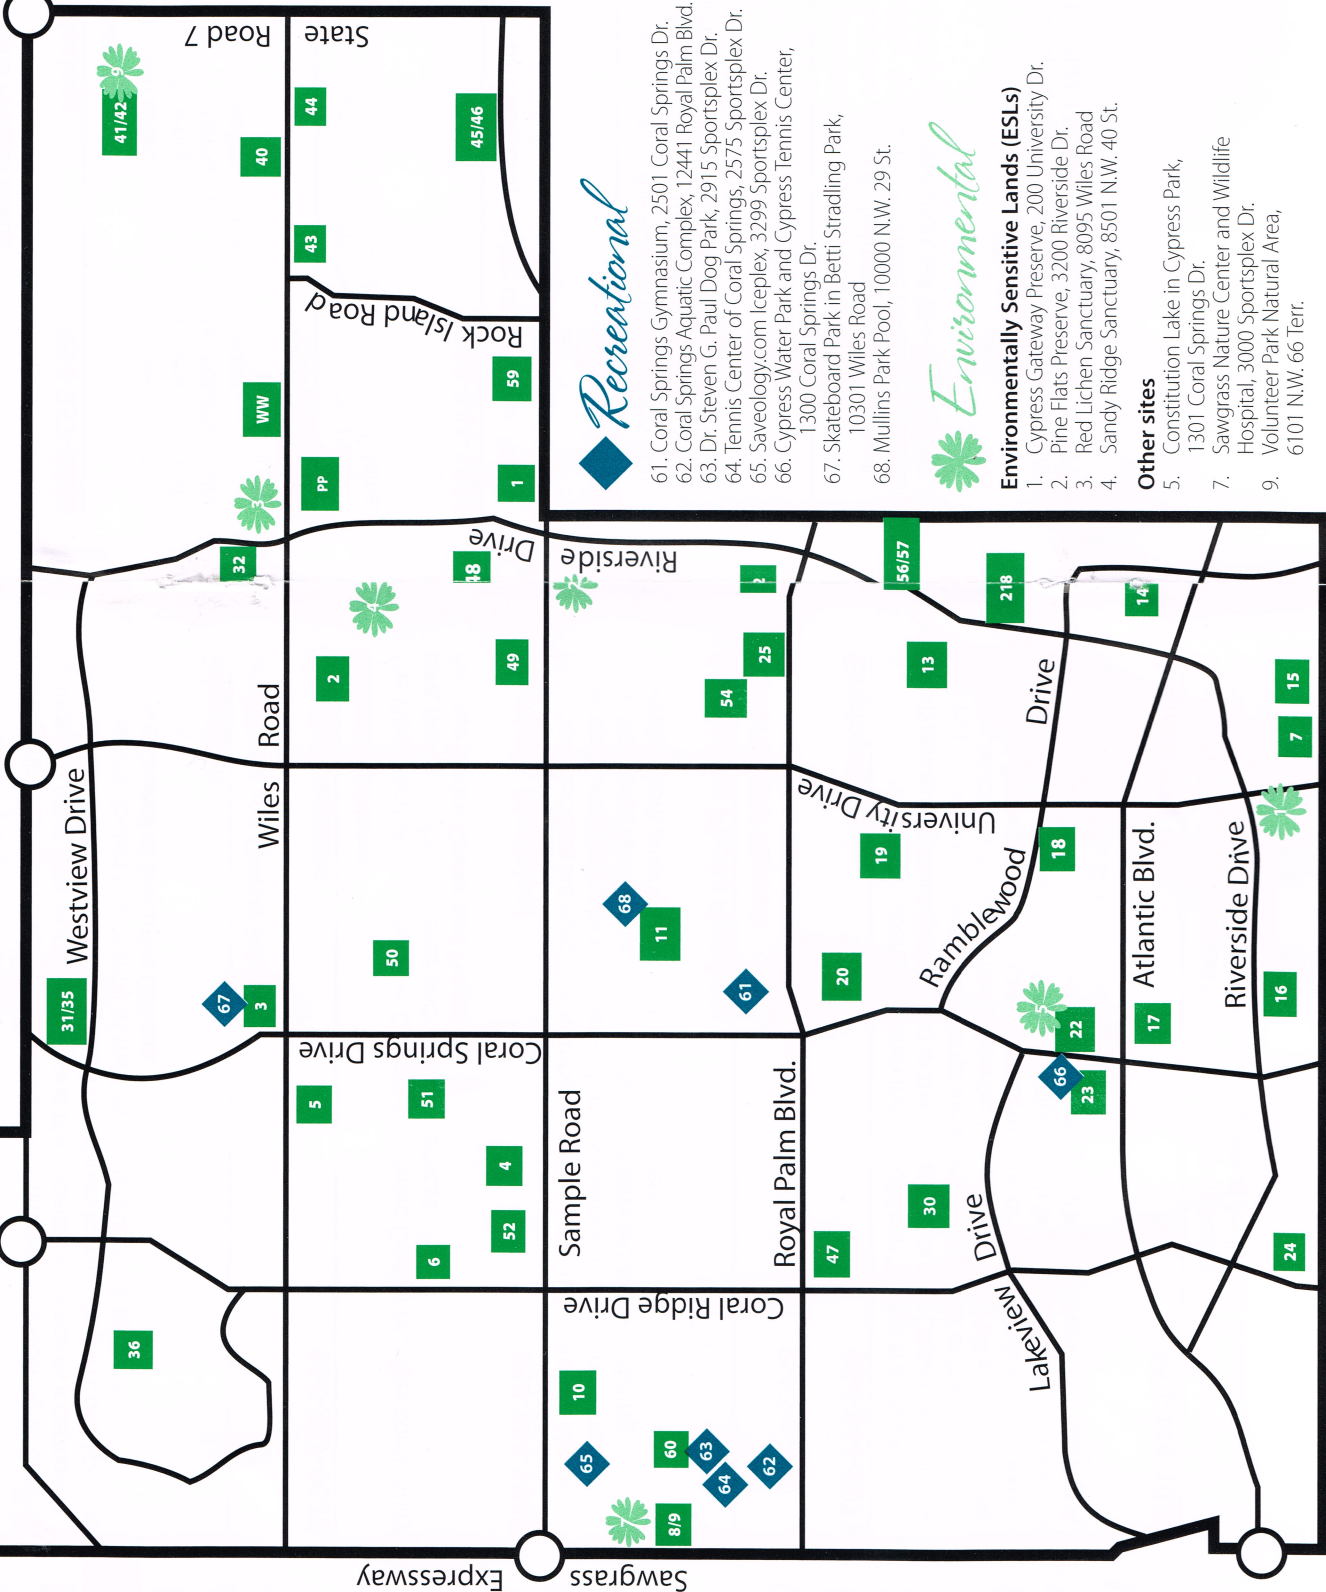 Recreational
61. Coral Springs Gymnasium, 2501 Coral Springs Dr.
62. Coral Springs Aquatic Complex, 12441 Royal Palm Blvd.
63. Dr. Steven G. Paul Dog Park, 2915 Sportsplex Dr.
64. Tennis Center of Coral Springs, 2575 Sportsplex Dr.
65. Saveology.com Iceplex, 3299 Sportsplex Dr.
66. Cypress Water Park and Cypress Tennis Center,
1300 Coral Springs Dr.
67. Skateboard Park in Betti Stradling Park,
10301 Wiles Road
68. Mullins Park Pool, 10000 N.W. 29 St.
Environmental
Environmentally Sensitive Lands (ESLs)
1. Cypress Gateway Preserve, 200 University Dr.
2. Pine Flats Preserve, 3200 Riverside Dr.
3. Red Lichen Sanctuary, 8095 Wiles Road
4. Sandy Ridge Sanctuary, 8501 N.W. 40 St.
Other sites
5. Constitution Lake in Cypress Park,
1301 Coral Springs Dr.
7. Sawgrass Nature Center and Wildlife
Hospital, 3000 Sportsplex Dr.
9. Volunteer Park Natural Area,
6101 N.W. 66 Terr.
State
Road 7
Rock Island Road
Riverside
Drive
Westview Drive
Wiles
Road
University Drive
Ramblewood
Drive
Atlantic Blvd.
Riverside Drive
Coral Springs Drive
Sample Road
Royal Palm Blvd.
Coral Ridge Drive
Lakeview
Drive
Sawgrass
Expressway
9
41/42
40
44
43
45/46
WW
59
PP
1
3
32
48
4
2
2
49
2
25
54
56/57
218
14
13
15
7
1
31/35
67
3
50
68
11
61
19
20
18
5
22
17
16
66
23
5
51
4
52
6
30
47
24
36
10
65
60
63
64
62
7
8/9